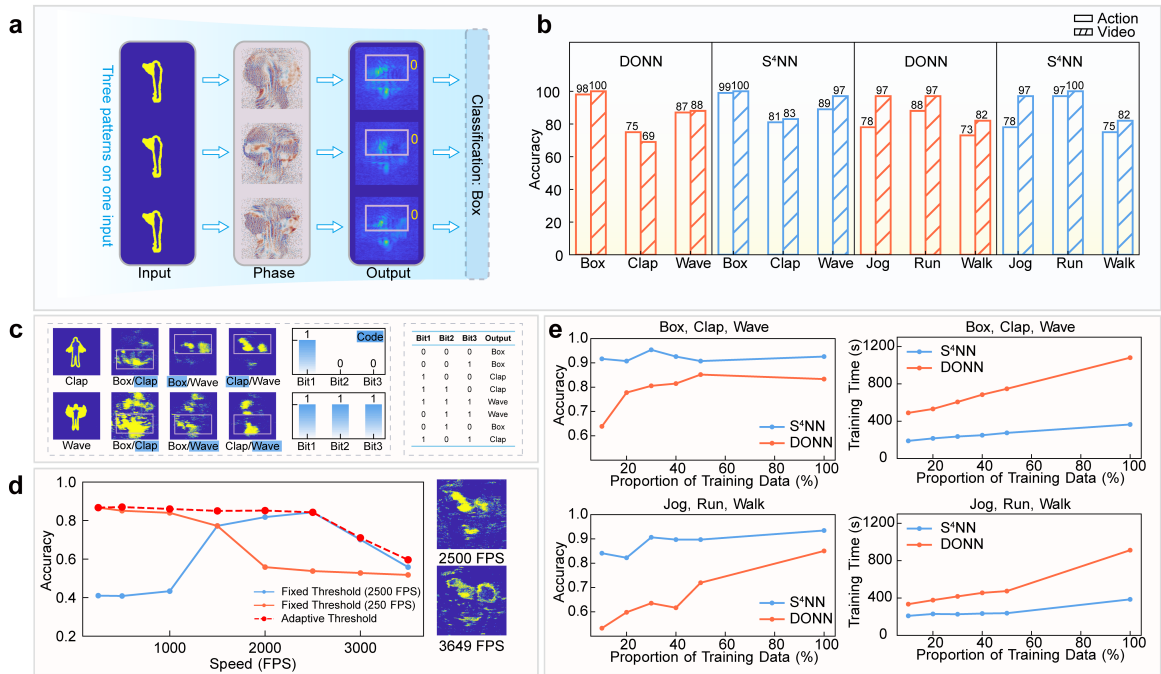 a
Three patterns on one input
0
0
0
Input
Phase
Output
Classification: Box
b
Action
Video
DONN
S⁴NN
DONN
S⁴NN
Accuracy
100
80
60
40
20
0
98 100
75 69
87 88
99 100
81 83
89 97
78 97
88 97
73 82
78 97
97 100
75 82
Box Clap Wave Box Clap Wave Jog Run Walk Jog Run Walk
c
Clap
Box/Clap
Box/Wave
Clap/Wave
Code
1
0
0
Bit1 Bit2 Bit3
Wave
Box/Clap
Box/Wave
Clap/Wave
1 1 1
Bit1 Bit2 Bit3
Bit1 Bit2 Bit3 Output
0 0 0 Box
0 0 1 Box
1 0 0 Clap
1 1 0 Clap
1 1 1 Wave
0 1 1 Wave
0 1 0 Box
1 0 1 Clap
d
Accuracy
1.0
0.8
0.6
0.4
0.2
Fixed Threshold (2500 FPS)
Fixed Threshold (250 FPS)
Adaptive Threshold
1000 2000 3000
Speed (FPS)
2500 FPS
3649 FPS
e
Box, Clap, Wave
Accuracy
1.0
0.9
0.8
0.7
0.6
S⁴NN
DONN
20 40 60 80 100
Proportion of Training Data (%)
Box, Clap, Wave
Training Time (s)
1200
800
400
0
S⁴NN
DONN
20 40 60 80 100
Proportion of Training Data (%)
Jog, Run, Walk
Accuracy
1.0
0.9
0.8
0.7
0.6
S⁴NN
DONN
20 40 60 80 100
Proportion of Training Data (%)
Jog, Run, Walk
Training Time (s)
1200
800
400
0
S⁴NN
DONN
20 40 60 80 100
Proportion of Training Data (%)